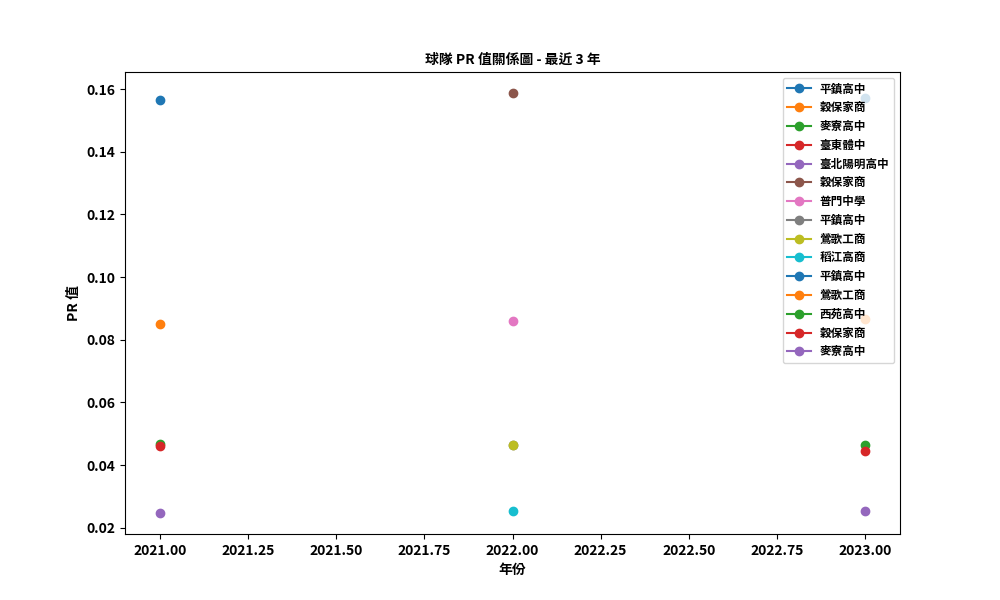 球隊 PR 值關係圖 - 最近 3 年
PR 值
0.16
0.14
0.12
0.10
0.08
0.06
0.04
0.02
平鎮高中
穀保家商
麥寮高中
臺東體中
臺北陽明高中
穀保家商
普門中學
平鎮高中
鶯歌工商
稻江高商
平鎮高中
鶯歌工商
西苑高中
穀保家商
麥寮高中
2021.00
2021.25
2021.50
2021.75
2022.00
2022.25
2022.50
2022.75
2023.00
年份